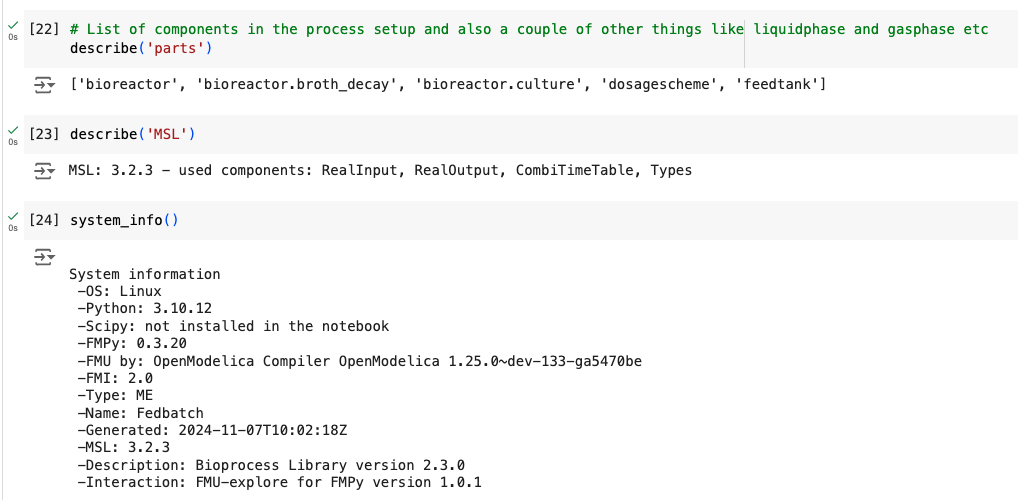 0s
[22] # List of components in the process setup and also a couple of other things like liquidphase and gasphase etc
describe('parts')
['bioreactor', 'bioreactor.broth_decay', 'bioreactor.culture', 'dosagescheme', 'feedtank']
0s
[23] describe('MSL')
MSL: 3.2.3 – used components: RealInput, RealOutput, CombiTimeTable, Types
0s
[24] system_info()
System information
-OS: Linux
-Python: 3.10.12
-Scipy: not installed in the notebook
-FMPy: 0.3.20
-FMU by: OpenModelica Compiler OpenModelica 1.25.0~dev-133-ga5470be
-FMI: 2.0
-Type: ME
-Name: Fedbatch
-Generated: 2024-11-07T10:02:18Z
-MSL: 3.2.3
-Description: Bioprocess Library version 2.3.0
-Interaction: FMU-explore for FMPy version 1.0.1